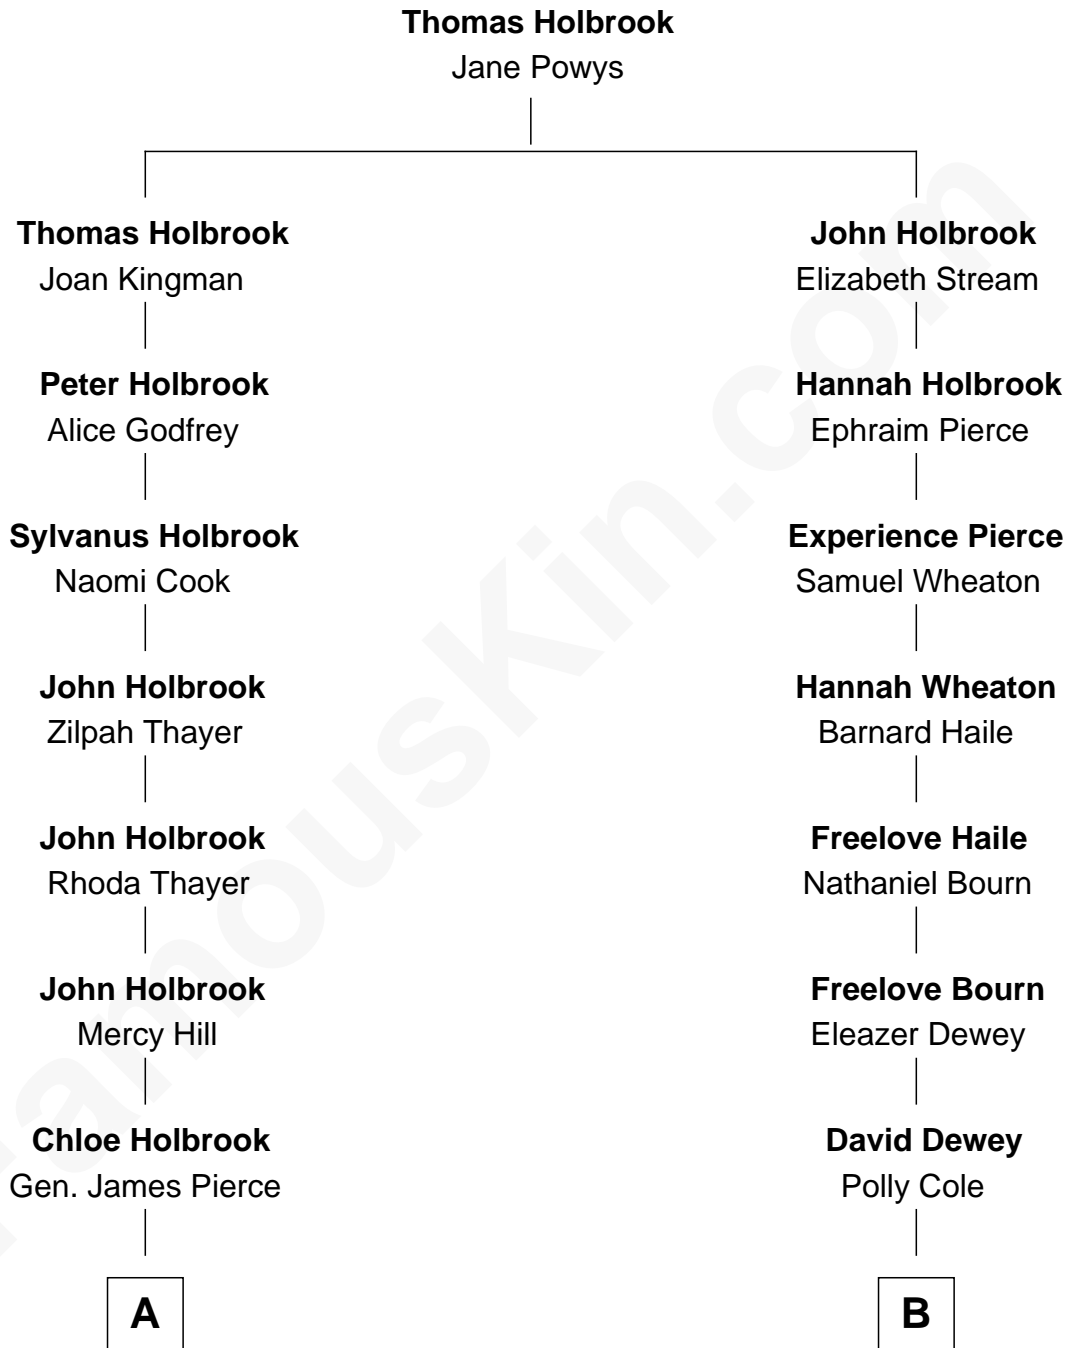 Thomas Holbrook
Jane Powys
Thomas Holbrook
Joan Kingman
Peter Holbrook
Alice Godfrey
Sylvanus Holbrook
Naomi Cook
John Holbrook
Zilpah Thayer
John Holbrook
Rhoda Thayer
John Holbrook
Mercy Hill
Chloe Holbrook
Gen. James Pierce
A
John Holbrook
Elizabeth Stream
Hannah Holbrook
Ephraim Pierce
Experience Pierce
Samuel Wheaton
Hannah Wheaton
Barnard Haile
Freelove Haile
Nathaniel Bourn
Freelove Bourn
Eleazer Dewey
David Dewey
Polly Cole
B
FamousKin.com